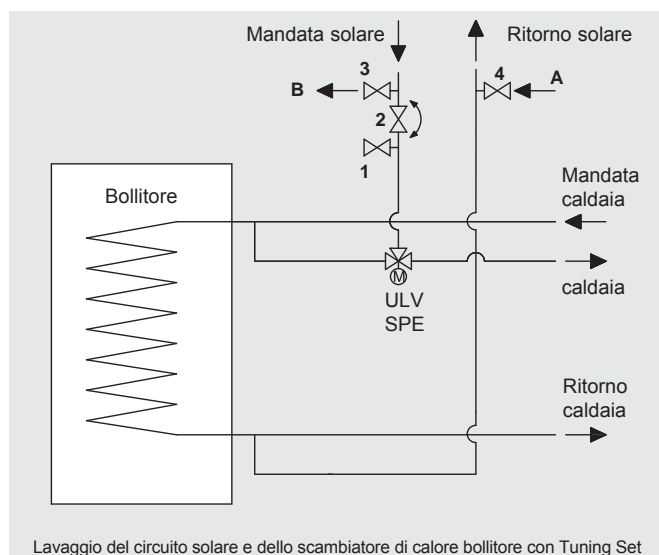 Mandata solare
Ritorno solare
3
4
B
A
2
1
Bollitore
Mandata
caldaia
M
ULV
SPE
caldaia
Ritorno
caldaia
Lavaggio del circuito solare e dello scambiatore di calore bollitore con Tuning Set